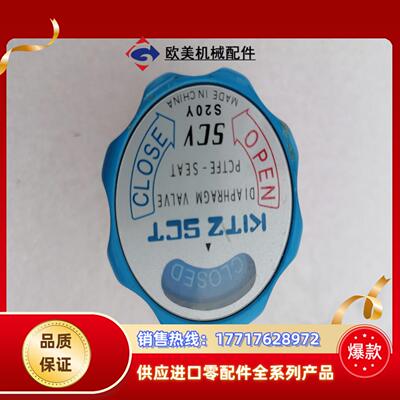 欧美机械配件
CLOSE
OPEN
S20Y
MADE IN CHINA
SCV
PCTFE-SEAT
DIAPHRAGM VALVE
KITZ SCT
CLOSED
品质
保证
销售热线：17717628972
供应进口零配件全系列产品
爆款